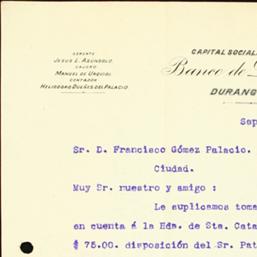 GERENTE
JESUS L. ASUNSOLO.
CAJERO
MANUEL DE URQUIDI.
CONTADOR
HELIODORO DUEÑES DEL PALACIO
CAPITAL SOCIAL
Banco de
DURANG
Sep
Sr. D. Francisco Gómez Palacio.
Ciudad.
Muy Sr. nuestro y amigo :
Le suplicamos toma
en cuenta á la Hda. de Sta. Cata
$ 75.00. disposición del Sr. Pat